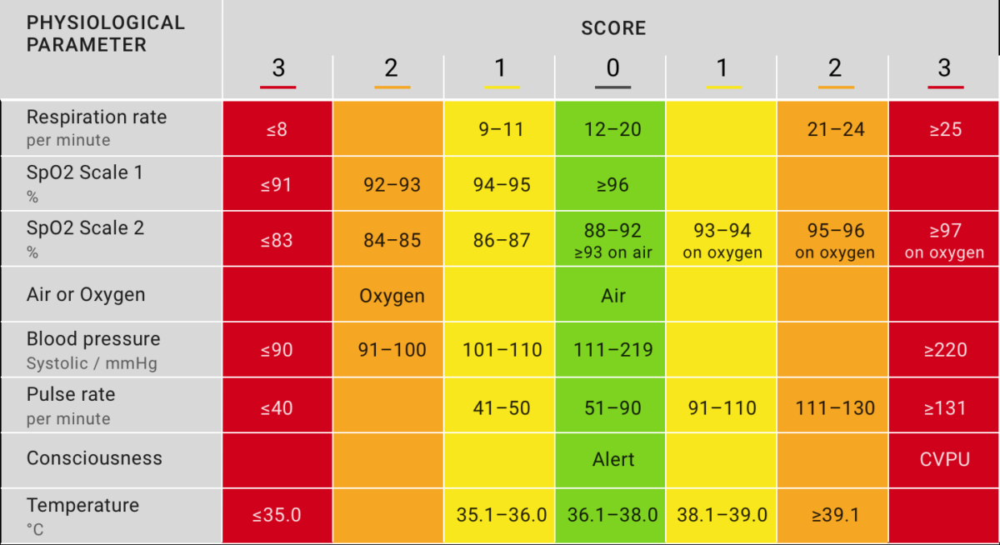 PHYSIOLOGICAL
PARAMETER
SCORE
3 2 1 0 1 2 3
Respiration rate
per minute
≤8 9–11 12–20 21–24 ≥25
SpO2 Scale 1
%
≤91 92–93 94–95 ≥96
SpO2 Scale 2
%
≤83 84–85 86–87 88–92 93–94 95–96 ≥97
≥93 on air on oxygen on oxygen on oxygen
Air or Oxygen
Oxygen Air
Blood pressure
Systolic / mmHg
≤90 91–100 101–110 111–219 ≥220
Pulse rate
per minute
≤40 41–50 51–90 91–110 111–130 ≥131
Consciousness
Alert CVPU
Temperature
°C
≤35.0 35.1–36.0 36.1–38.0 38.1–39.0 ≥39.1